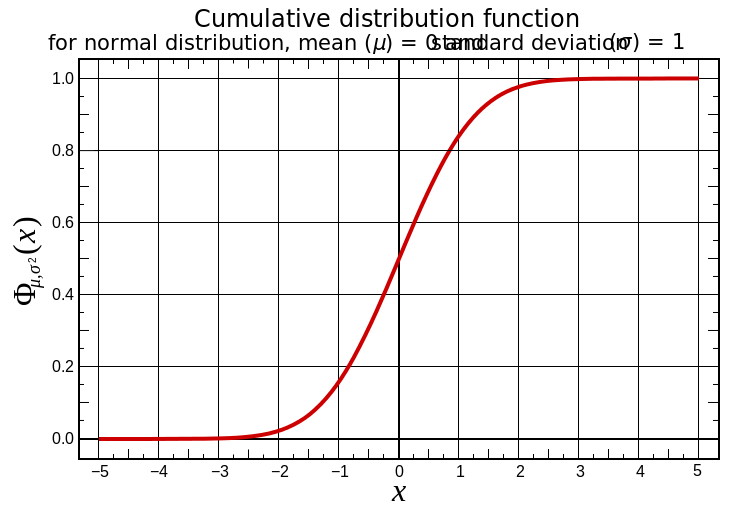 Cumulative distribution function
for normal distribution, mean (μ) = 0 and standard deviation (σ) = 1
1.0
0.8
0.6
0.4
0.2
0.0
Φμ,σ²(x)
−5 −4 −3 −2 −1 0 1 2 3 4 5
x